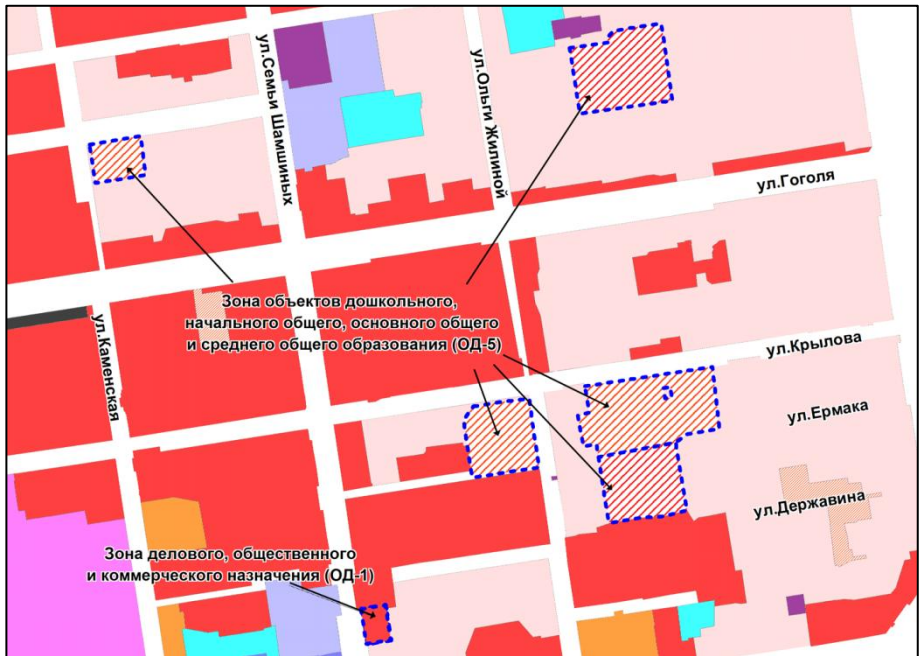 ул.Семьи Шамшиных
ул.Ольги Жилиной
ул.Гоголя
Зона объектов дошкольного,
начального общего, основного общего
и среднего общего образования (ОД-5)
ул.Каменская
ул.Крылова
ул.Ермака
ул.Державина
Зона делового, общественного
и коммерческого назначения (ОД-1)